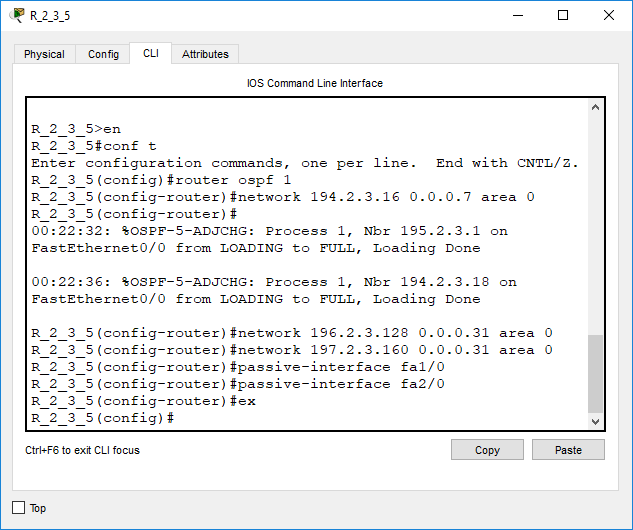 R_2_3_5
Physical Config CLI Attributes
IOS Command Line Interface
R_2_3_5>en
R_2_3_5#conf t
Enter configuration commands, one per line.  End with CNTL/Z.
R_2_3_5(config)#router ospf 1
R_2_3_5(config-router)#network 194.2.3.16 0.0.0.7 area 0
R_2_3_5(config-router)#
00:22:32: %OSPF-5-ADJCHG: Process 1, Nbr 195.2.3.1 on
FastEthernet0/0 from LOADING to FULL, Loading Done
00:22:36: %OSPF-5-ADJCHG: Process 1, Nbr 194.2.3.18 on
FastEthernet0/0 from LOADING to FULL, Loading Done
R_2_3_5(config-router)#network 196.2.3.128 0.0.0.31 area 0
R_2_3_5(config-router)#network 197.2.3.160 0.0.0.31 area 0
R_2_3_5(config-router)#passive-interface fa1/0
R_2_3_5(config-router)#passive-interface fa2/0
R_2_3_5(config-router)#ex
R_2_3_5(config)#
Ctrl+F6 to exit CLI focus Copy Paste
Top